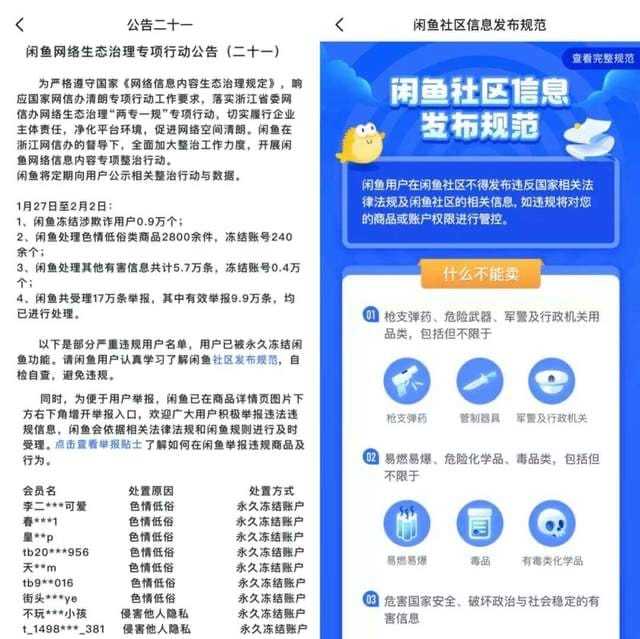 公告二十一
闲鱼网络生态治理专项行动公告（二十一）
为严格遵守国家《网络信息内容生态治理规定》，响
应国家网信办清朗专项行动工作要求，落实浙江省委网
信办网络生态治理“两专一规”专项行动，切实履行企业
主体责任，净化平台环境，促进网络空间清朗。闲鱼在
浙江网信办的督导下，全面加大整治工作力度，开展闲
鱼网络信息内容专项整治行动。
闲鱼将定期向用户公示相关整治行动与数据。
1月27日至2月2日：
1、闲鱼冻结涉欺诈用户0.9万个；
2、闲鱼处理色情低俗类商品2800余件，冻结账号240
余个；
3、闲鱼处理其他有害信息共计5.7万条，冻结账号0.4万
个；
4、闲鱼共受理17万条举报，其中有效举报9.9万条，均
已进行处理。
以下是部分严重违规用户名单，用户已被永久冻结闲
鱼功能。请闲鱼用户认真学习了解闲鱼社区发布规范，自
检自查，避免违规。
同时，为便于用户举报，闲鱼已在商品详情页图片下
方右下角增开举报入口，欢迎广大用户积极举报违法违
规信息，闲鱼会依据相关法律法规和闲鱼规则进行及时
受理。点击查看举报贴士了解如何在闲鱼举报违规商品及
行为。
会员名 处置原因 处置方式
李二***可爱 色情低俗 永久冻结账户
春***1 色情低俗 永久冻结账户
皇**p 色情低俗 永久冻结账户
tb20***956 色情低俗 永久冻结账户
天**m 色情低俗 永久冻结账户
tb9**016 色情低俗 永久冻结账户
街头***ye 色情低俗 永久冻结账户
不玩***小孩 侵害他人隐私 永久冻结账户
t_1498***_381 侵害他人隐私 永久冻结账户
闲鱼社区信息发布规范
查看完整规范
闲鱼社区信息
发布规范
闲鱼用户在闲鱼社区不得发布违反国家相关法
律法规及闲鱼社区的相关信息，如违规将对您
的商品或账户权限进行管控。
什么不能卖
01 枪支弹药、危险武器、军警及行政机关用
品类，包括但不限于
枪支弹药 管制器具 军警及行政机关
02 易燃易爆、危险化学品、毒品类，包括但
不限于
易燃易爆 毒品 有毒类化学品
03 危害国家安全、破坏政治与社会稳定的有
害信息